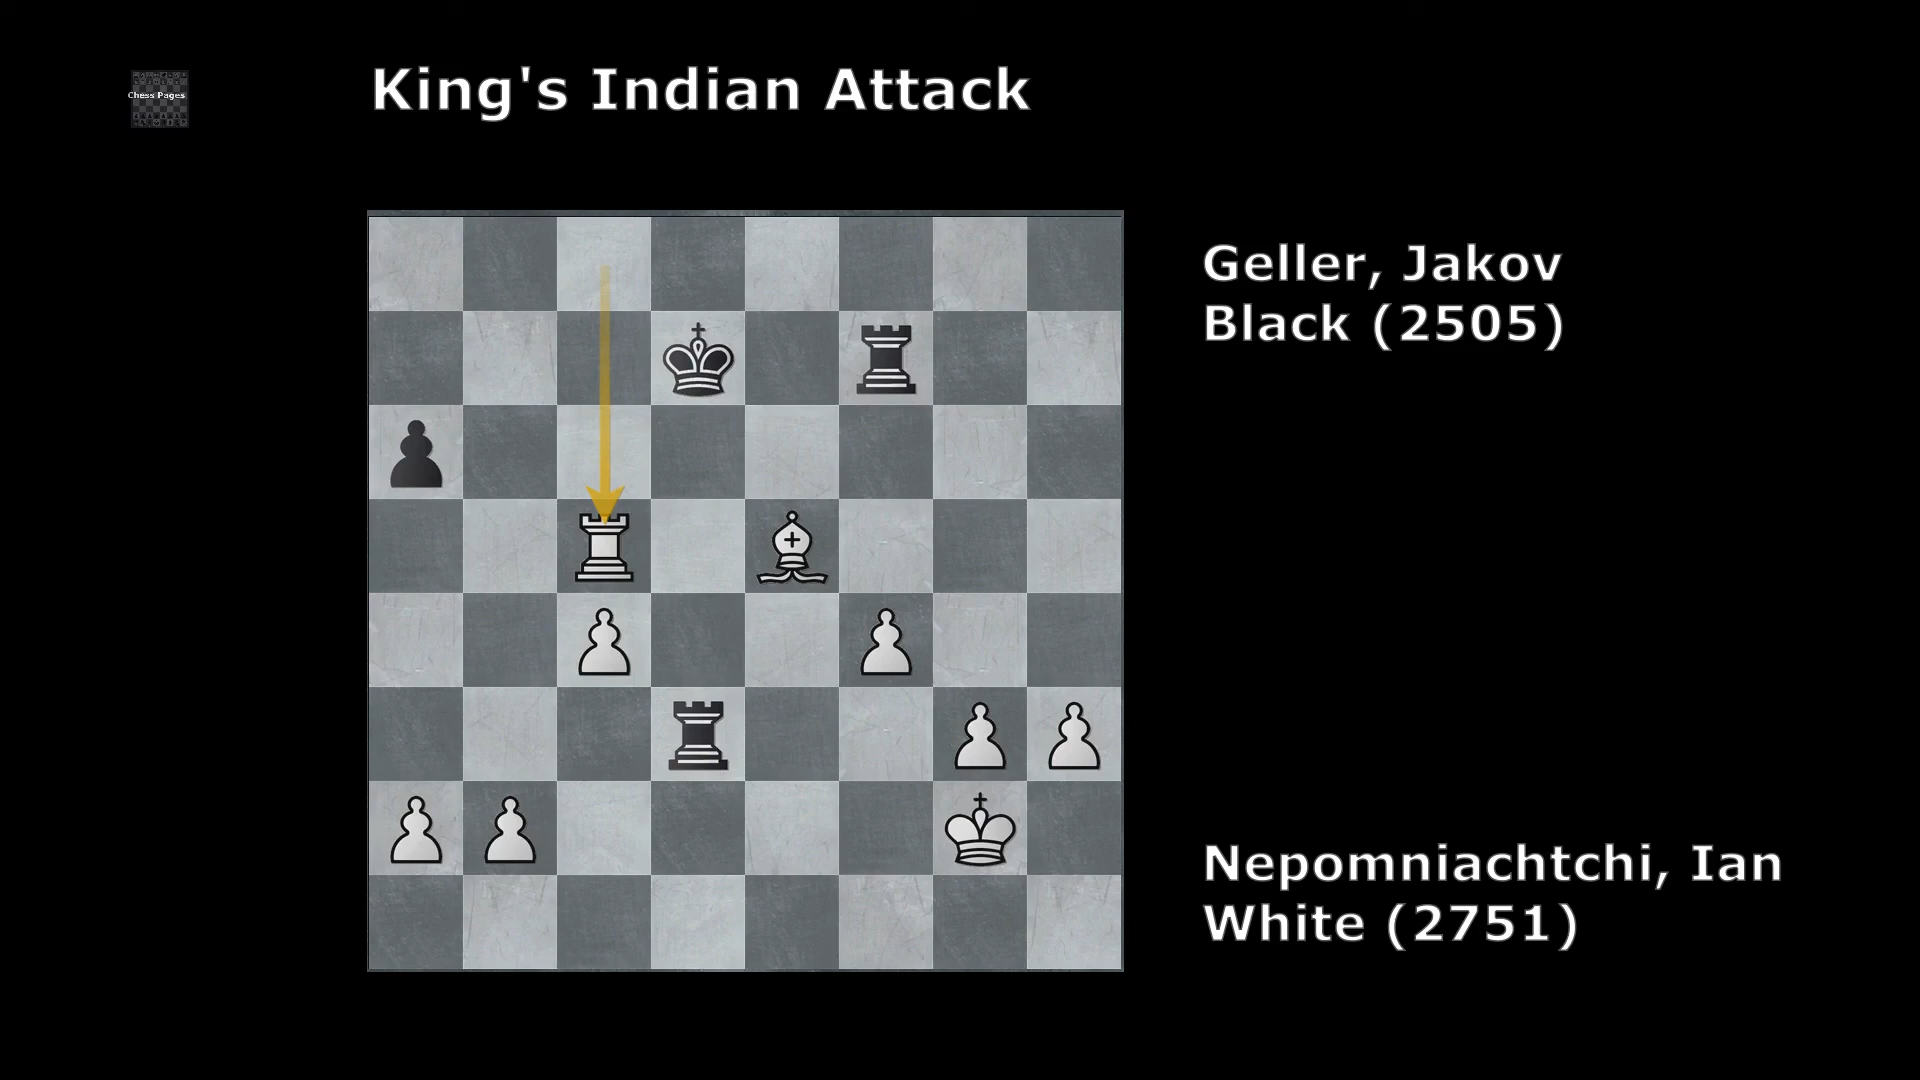 Chess Pages
King's Indian Attack
Geller, Jakov
Black (2505)
Nepomniachtchi, Ian
White (2751)